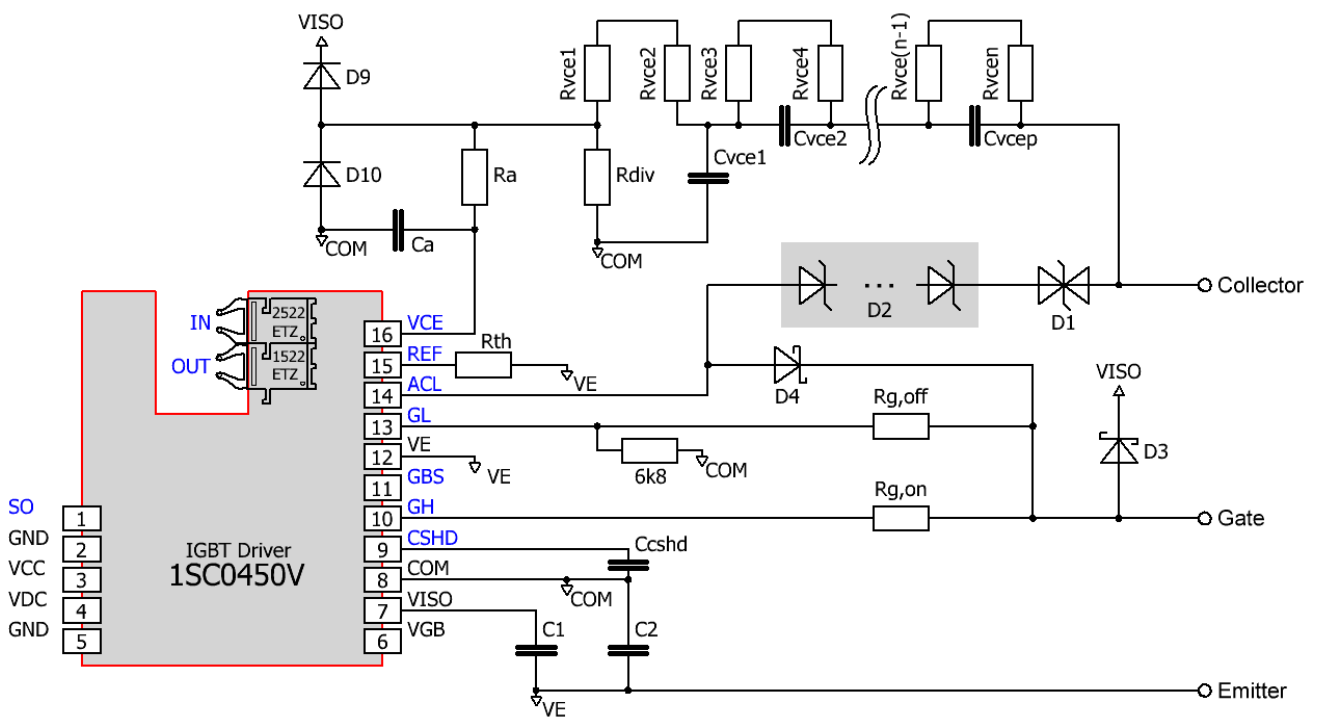 VISO
D9
D10
COM
Ca
Ra
Rvce1
Rvce2
Rvce3
Rvce4
Rvce(n-1)
Rvcen
Rdiv
COM
Cvce1
Cvce2
Cvcep
D2
D1
Collector
IN
OUT
2522
ETZ
1522
ETZ
16 VCE
15 REF
Rth
VE
14 ACL
D4
13 GL
6k8
COM
Rg,off
VISO
D3
12 VE
VE
11 GBS
10 GH
Rg,on
Gate
9 CSHD
Ccshd
8 COM
COM
7 VISO
C1
C2
6 VGB
VE
Emitter
SO 1
GND 2
VCC 3
VDC 4
GND 5
IGBT Driver
1SC0450V